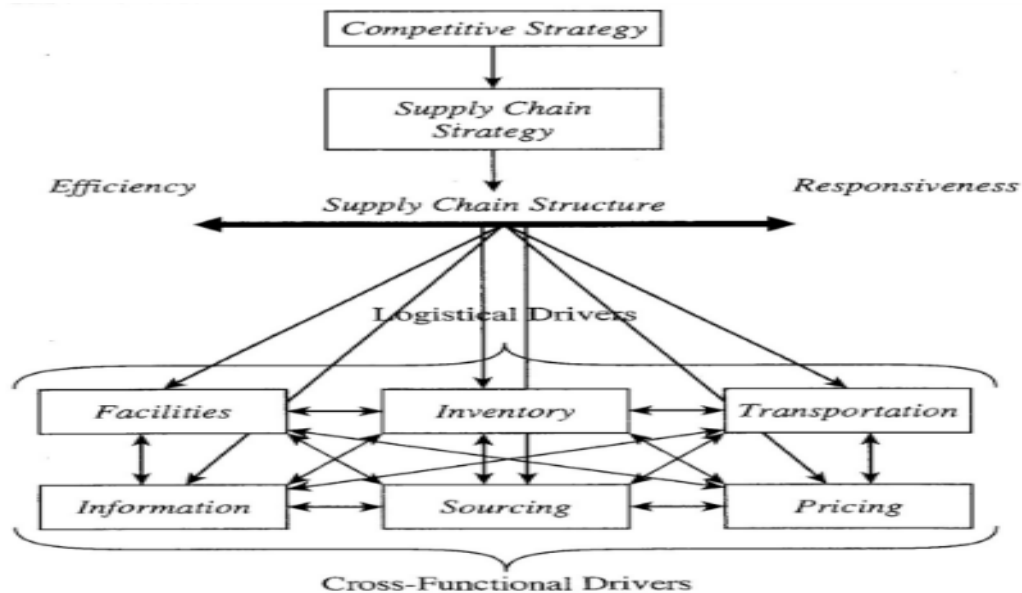 Competitive Strategy
Supply Chain
Strategy
Efficiency
Responsiveness
Supply Chain Structure
Logistical Drivers
Facilities
Inventory
Transportation
Information
Sourcing
Pricing
Cross-Functional Drivers